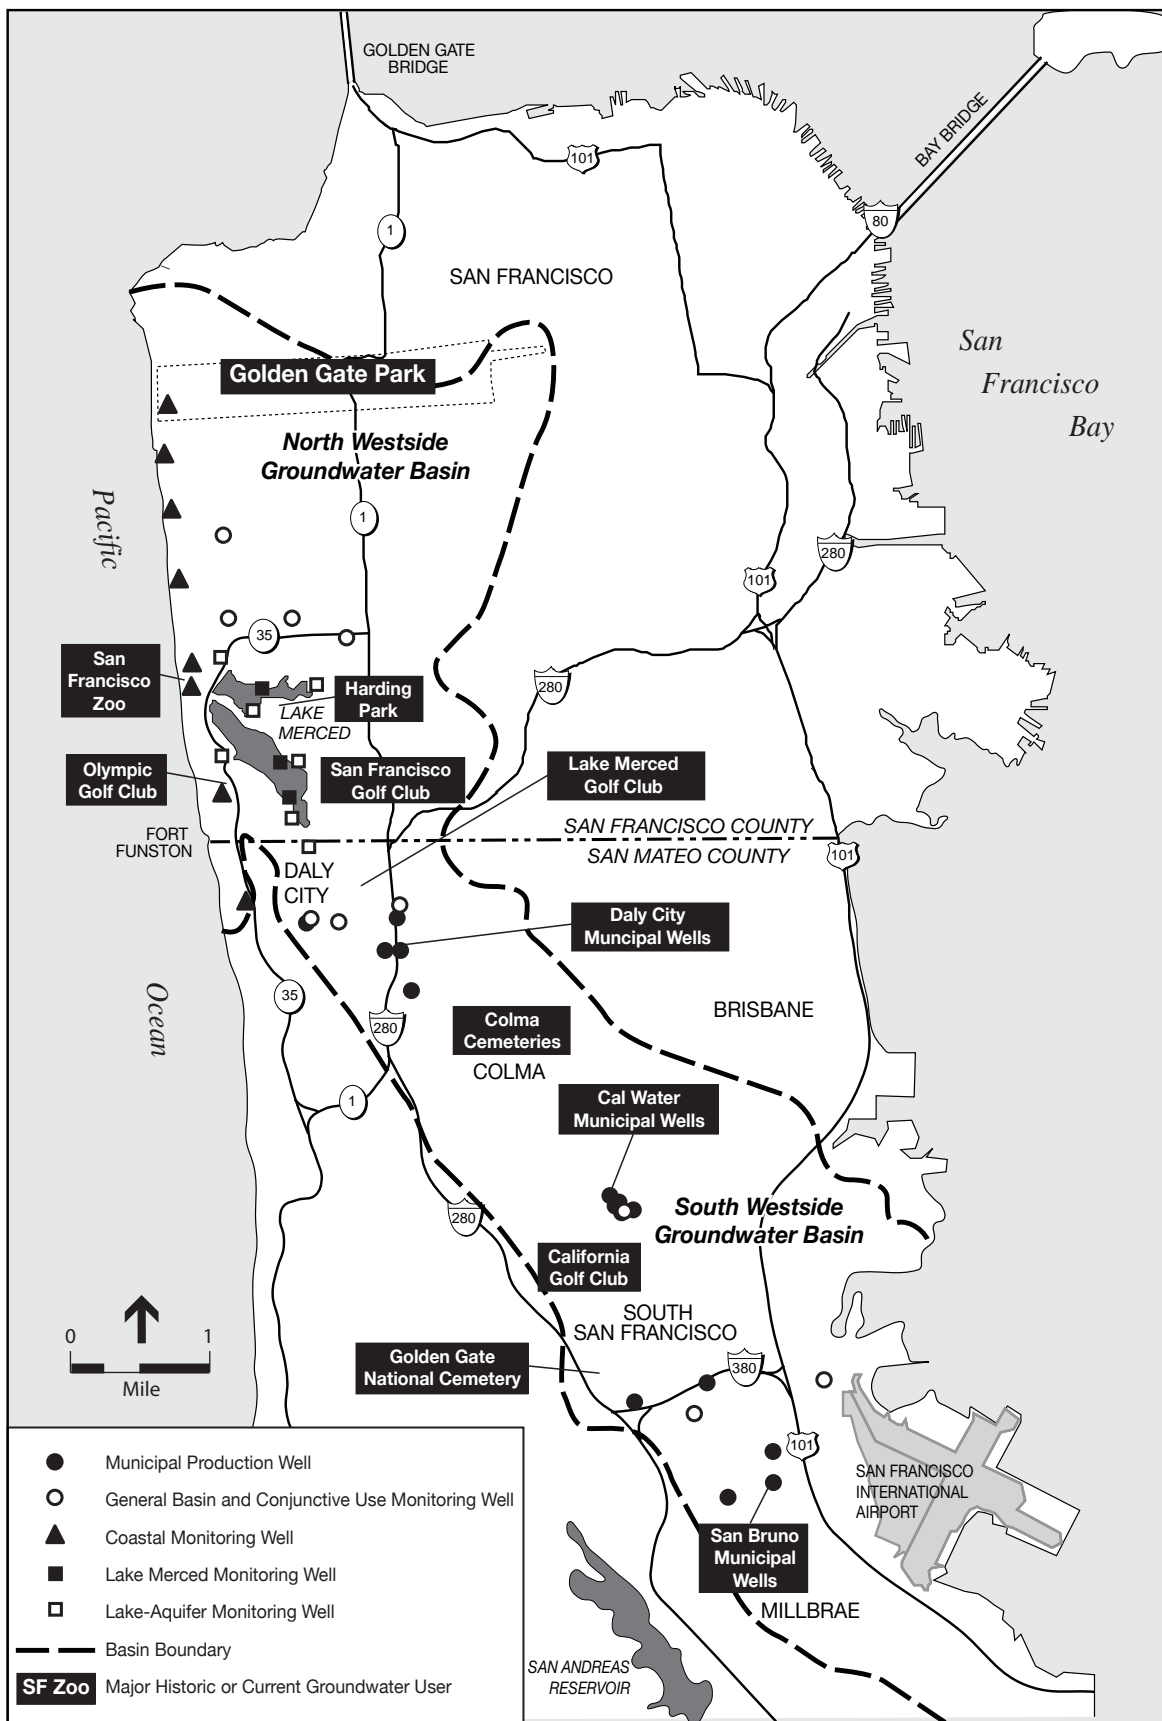 GOLDEN GATE
BRIDGE
BAY BRIDGE
101
80
1
SAN FRANCISCO
San
Francisco
Bay
Golden Gate Park
North Westside
Groundwater Basin
Pacific
1
280
101
35
San
Francisco
Zoo
Harding
Park
280
LAKE
MERCED
Olympic
Golf Club
San Francisco
Golf Club
Lake Merced
Golf Club
FORT
FUNSTON
SAN FRANCISCO COUNTY
SAN MATEO COUNTY
101
DALY
CITY
Daly City
Muncipal Wells
Ocean
35
280
BRISBANE
Colma
Cemeteries
COLMA
1
Cal Water
Municipal Wells
280
South Westside
Groundwater Basin
California
Golf Club
SOUTH
SAN FRANCISCO
0 1
Mile
Golden Gate
National Cemetery
380
101
SAN FRANCISCO
INTERNATIONAL
AIRPORT
San Bruno
Municipal
Wells
MILLBRAE
SAN ANDREAS
RESERVOIR
Municipal Production Well
General Basin and Conjunctive Use Monitoring Well
Coastal Monitoring Well
Lake Merced Monitoring Well
Lake-Aquifer Monitoring Well
Basin Boundary
SF Zoo Major Historic or Current Groundwater User